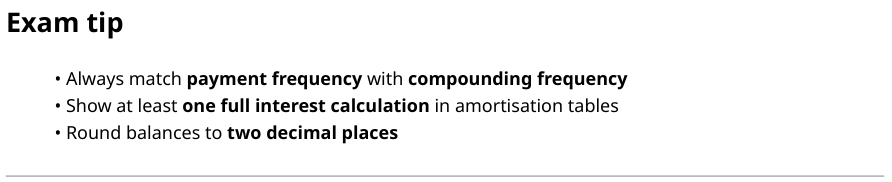 Exam tip
• Always match payment frequency with compounding frequency
• Show at least one full interest calculation in amortisation tables
• Round balances to two decimal places